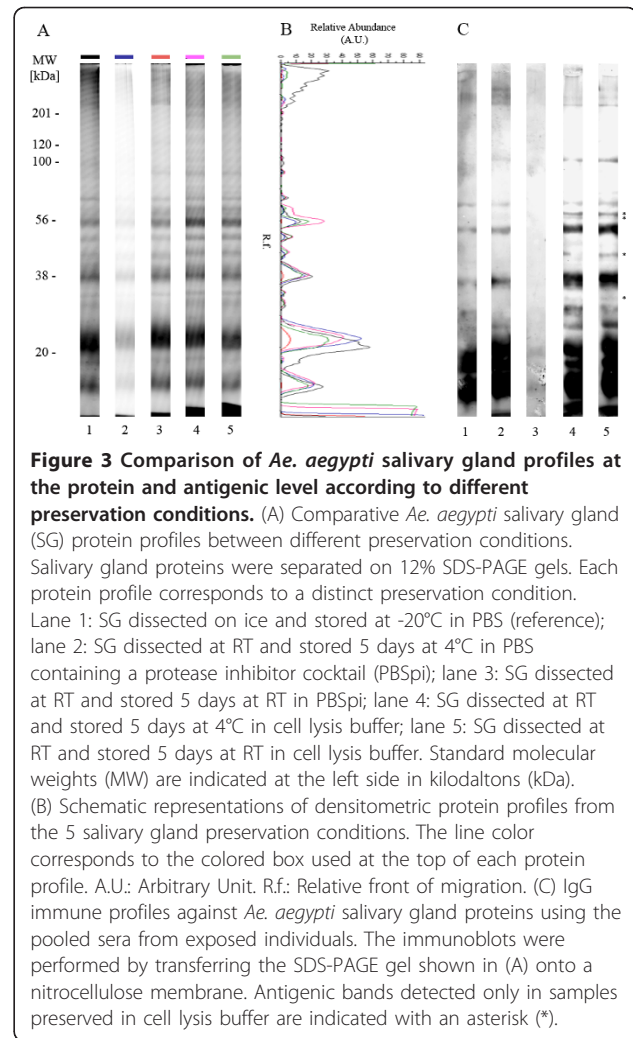 A
B
Relative Abundance
(A.U.)
C
MW
[kDa]
201 -
120 -
100 -
56 -
38 -
20 -
R.f.
1 2 3 4 5
1 2 3 4 5
*
*
*
*
Figure 3 Comparison of Ae. aegypti salivary gland profiles at
the protein and antigenic level according to different
preservation conditions. (A) Comparative Ae. aegypti salivary gland
(SG) protein profiles between different preservation conditions.
Salivary gland proteins were separated on 12% SDS-PAGE gels. Each
protein profile corresponds to a distinct preservation condition.
Lane 1: SG dissected on ice and stored at -20°C in PBS (reference);
lane 2: SG dissected at RT and stored 5 days at 4°C in PBS
containing a protease inhibitor cocktail (PBSpi); lane 3: SG dissected
at RT and stored 5 days at RT in PBSpi; lane 4: SG dissected at RT
and stored 5 days at 4°C in cell lysis buffer; lane 5: SG dissected at
RT and stored 5 days at RT in cell lysis buffer. Standard molecular
weights (MW) are indicated at the left side in kilodaltons (kDa).
(B) Schematic representations of densitometric protein profiles from
the 5 salivary gland preservation conditions. The line color
corresponds to the colored box used at the top of each protein
profile. A.U.: Arbitrary Unit. R.f.: Relative front of migration. (C) IgG
immune profiles against Ae. aegypti salivary gland proteins using the
pooled sera from exposed individuals. The immunoblots were
performed by transferring the SDS-PAGE gel shown in (A) onto a
nitrocellulose membrane. Antigenic bands detected only in samples
preserved in cell lysis buffer are indicated with an asterisk (*).